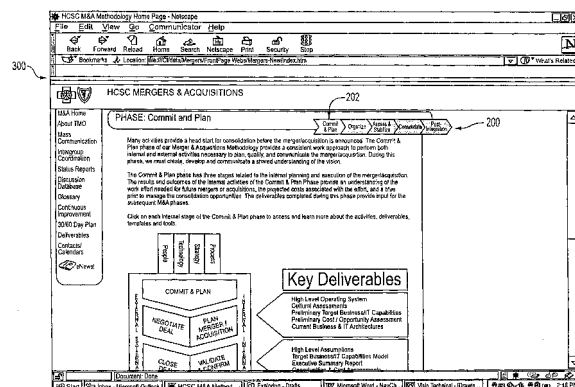 HCSC M&A Methodology Home Page - Netscape
File Edit View Go Communicator Help
Back Forward Reload Home Search Netscape Print Security Stop
Bookmarks Location:
What's Related
300
HCSC MERGERS & ACQUISITIONS
202
M&A Home
About TMO
Mass Communication
Intergroup Coordination
Status Reports
Discussion Database
Glossary
Continuous Improvement
30/60 Day Plan
Deliverables
Contacts/ Calendars
eNews!
PHASE: Commit and Plan
Commit & Plan
Organize
Assess & Stabilize
Consolidate
Post- Integration
200
Many activities provide a head start for consolidation before the merger/acquisition is announced. The Commit &
Plan phase of our Merger & Acquisitions Methodology provides a consistent work approach to perform both
internal and external activities necessary to plan, qualify, and communicate the merger/acquisition. During this
phase, we must create, develop and communicate a shared understanding of the vision.
The Commit & Plan phase has three stages related to the internal planning and execution of the merger/acquisition.
The results and outcomes of the internal activities of the Commit & Plan Phase provide an understanding of the
work effort needed for future mergers or acquisitions, the projected costs associated with the effort, and a blue
print to manage the consolidation opportunities. The deliverables completed during this phase provide input for the
subsequent M&A phases.
Click on each internal stage of the Commit & Plan phase to access and learn more about the activities, deliverables,
templates and tools.
People
Technology
Strategy
Process
COMMIT & PLAN
NEGOTIATE DEAL
PLAN MERGER / ACQUISITION
CLOSE DEAL
VALIDATE & CONFIRM
Key Deliverables
High Level Operating System
Cultural Assessments
Preliminary Target Business/IT Capabilities
Preliminary Cost / Opportunity Assessment
Current Business & IT Architectures
High Level Assumptions
Target Business/IT Capabilities Model
Executive Summary Report
Document: Done
Start